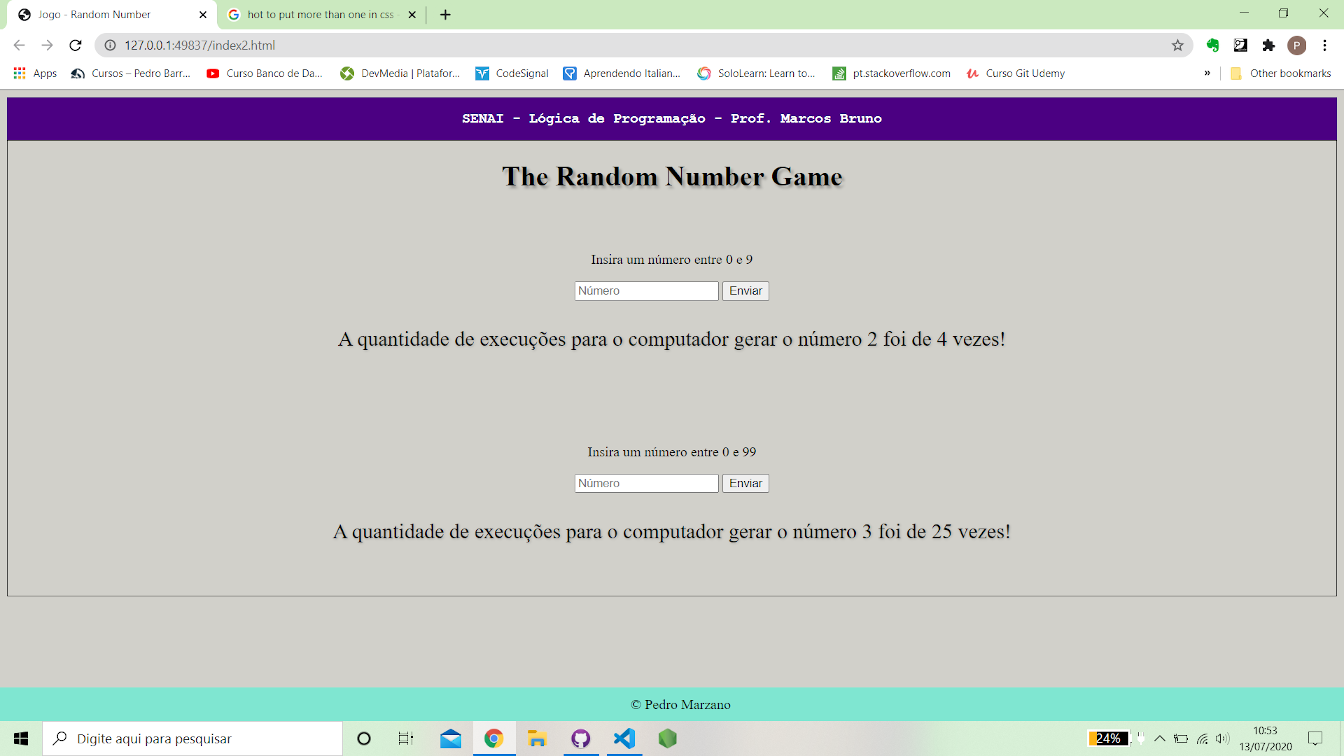 Jogo - Random Number
hot to put more than one in css -
127.0.0.1:49837/index2.html
P
Apps Cursos – Pedro Barr... Curso Banco de Da... DevMedia | Platafor... CodeSignal Aprendendo Italian... SoloLearn: Learn to... pt.stackoverflow.com Curso Git Udemy » Other bookmarks
SENAI - Lógica de Programação - Prof. Marcos Bruno
The Random Number Game
Insira um número entre 0 e 9
Número Enviar
A quantidade de execuções para o computador gerar o número 2 foi de 4 vezes!
Insira um número entre 0 e 99
Número Enviar
A quantidade de execuções para o computador gerar o número 3 foi de 25 vezes!
© Pedro Marzano
Digite aqui para pesquisar
24%
10:53
13/07/2020